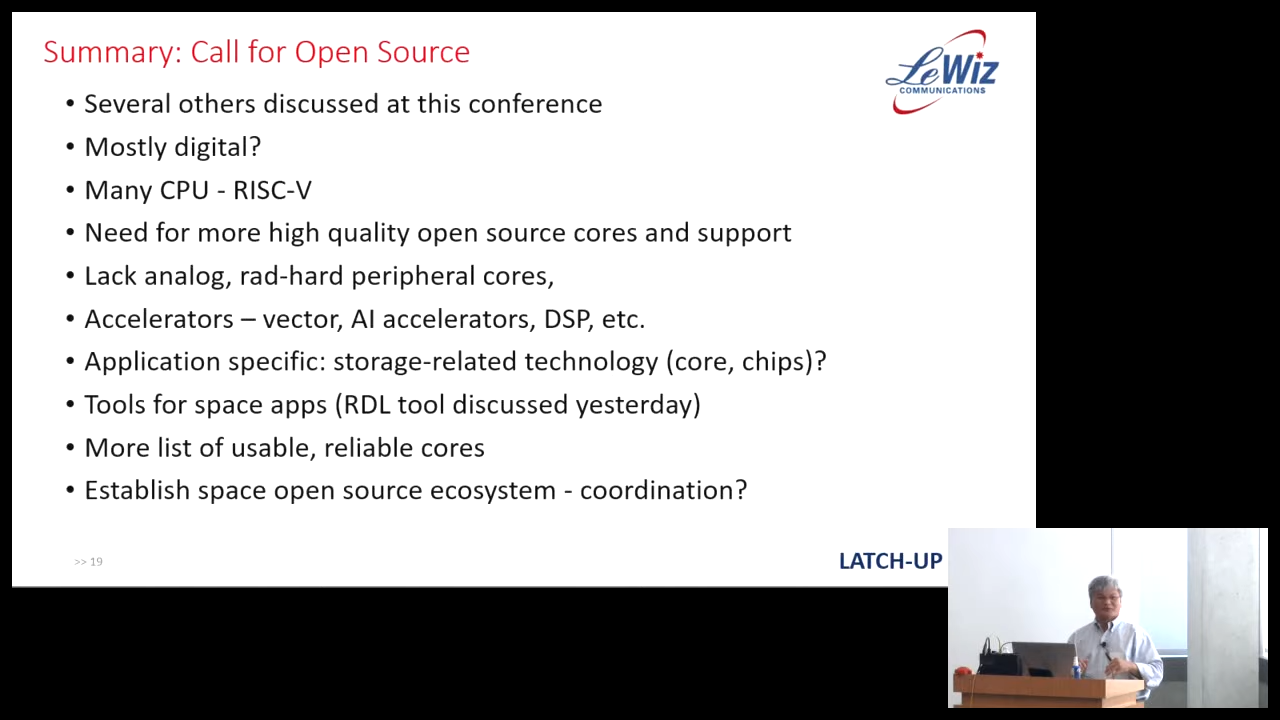 Summary: Call for Open Source
LeWiz
COMMUNICATIONS
• Several others discussed at this conference
• Mostly digital?
• Many CPU - RISC-V
• Need for more high quality open source cores and support
• Lack analog, rad-hard peripheral cores,
• Accelerators – vector, AI accelerators, DSP, etc.
• Application specific: storage-related technology (core, chips)?
• Tools for space apps (RDL tool discussed yesterday)
• More list of usable, reliable cores
• Establish space open source ecosystem - coordination?
>> 19
LATCH-UP